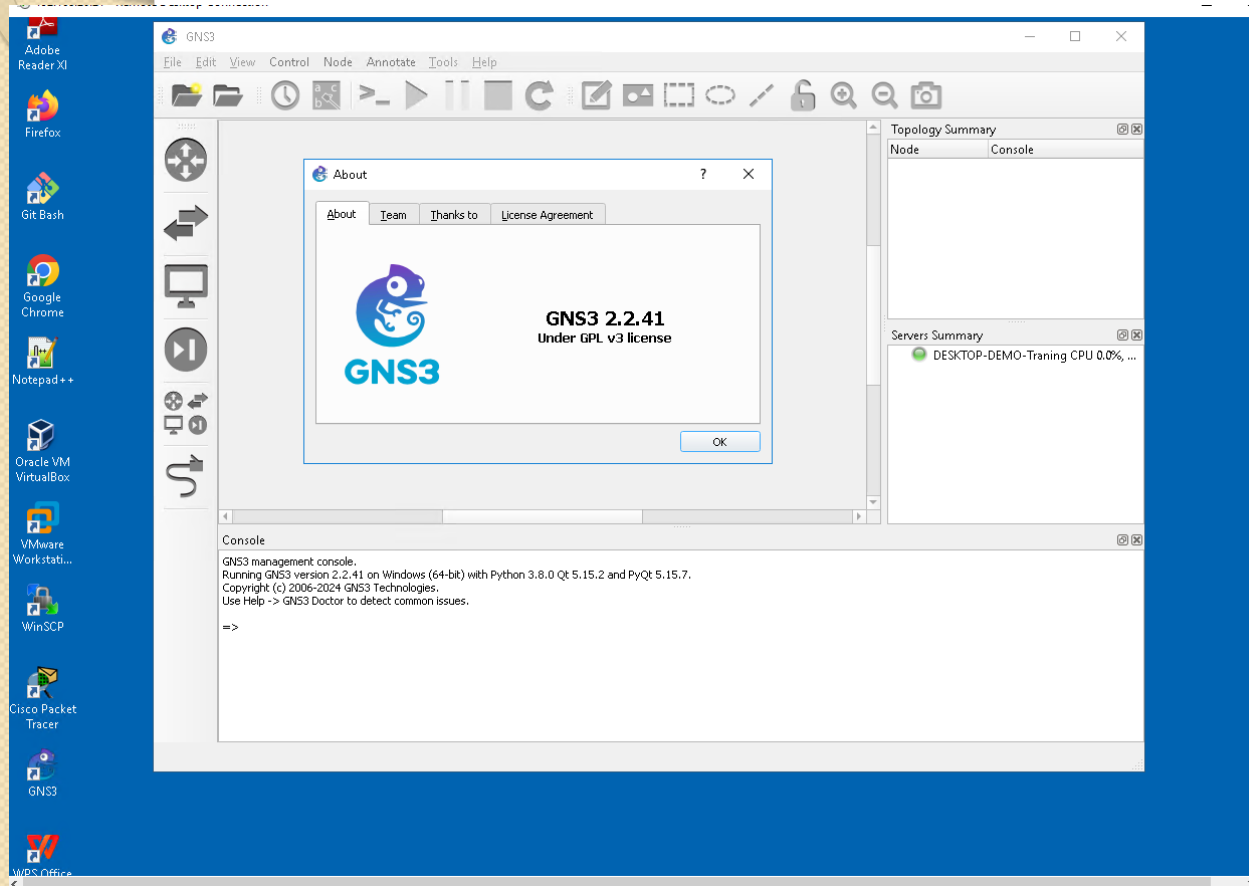 Adobe
Reader XI
Firefox
Git Bash
Google
Chrome
Notepad++
Oracle VM
VirtualBox
VMware
Workstati...
WinSCP
Cisco Packet
Tracer
GNS3
WPS Office
GNS3
File Edit View Control Node Annotate Tools Help
Topology Summary
Node Console
About
About Team Thanks to License Agreement
GNS3
GNS3 2.2.41
Under GPL v3 license
OK
Servers Summary
DESKTOP-DEMO-Traning CPU 0.0%, ...
Console
GNS3 management console.
Running GNS3 version 2.2.41 on Windows (64-bit) with Python 3.8.0 Qt 5.15.2 and PyQt 5.15.7.
Copyright (c) 2006-2024 GNS3 Technologies.
Use Help -> GNS3 Doctor to detect common issues.
=>